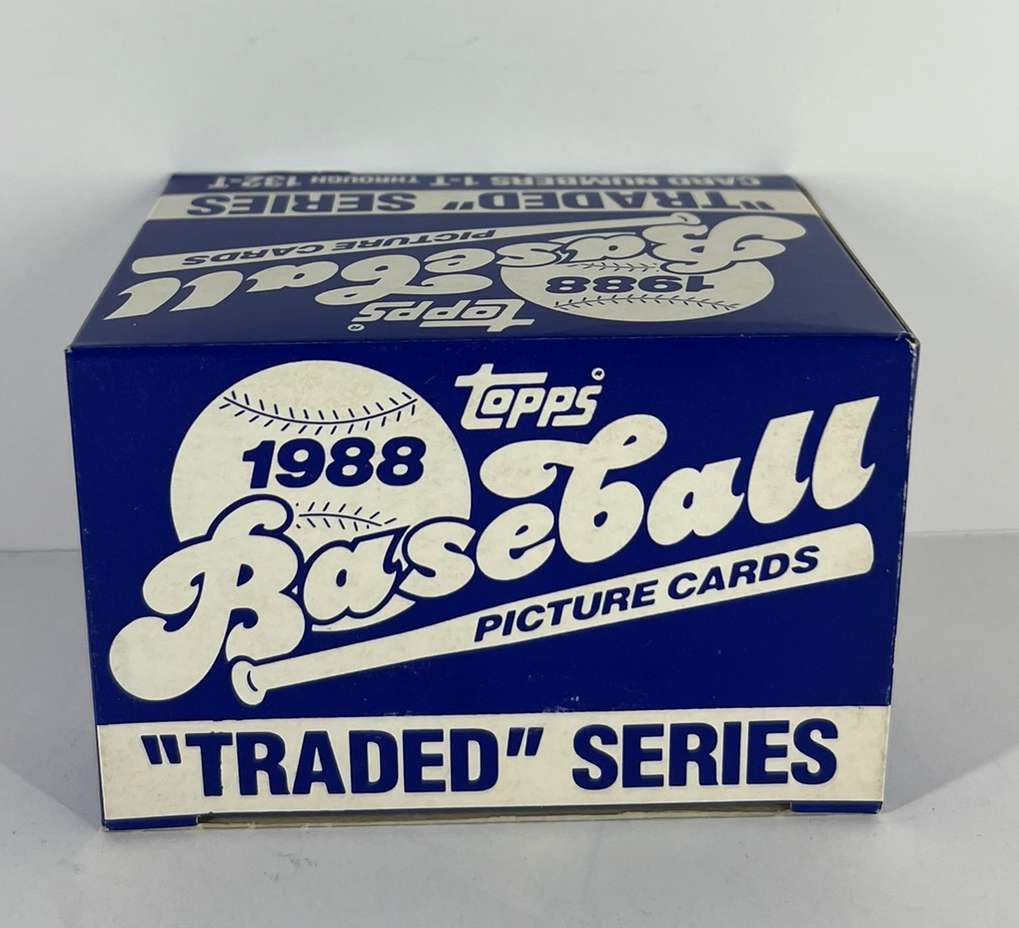 CARD NUMBERS 1-T THROUGH 132-T
"TRADED" SERIES
PICTURE CARDS
Baseball
1988
topps
topps
1988
Baseball
PICTURE CARDS
"TRADED" SERIES